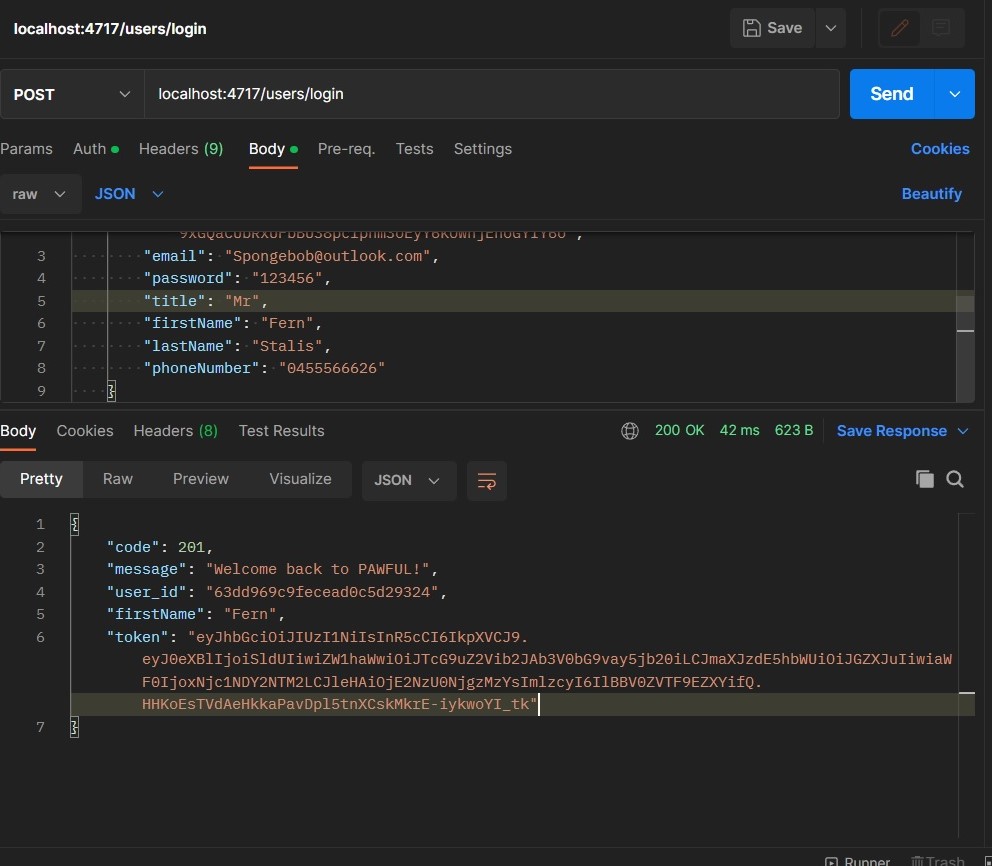 localhost:4717/users/login
Save
POST
localhost:4717/users/login
Send
Params Auth Headers (9) Body Pre-req. Tests Settings Cookies
raw JSON Beautify
3 "email": "Spongebob@outlook.com",
4 "password": "123456",
5 "title": "Mr",
6 "firstName": "Fern",
7 "lastName": "Stalis",
8 "phoneNumber": "0455566626"
9 }
Body Cookies Headers (8) Test Results 200 OK 42 ms 623 B Save Response
Pretty Raw Preview Visualize JSON
1 {
2 "code": 201,
3 "message": "Welcome back to PAWFUL!",
4 "user_id": "63dd969c9fecead0c5d29324",
5 "firstName": "Fern",
6 "token": "eyJhbGciOiJIUzI1NiIsInR5cCI6IkpXVCJ9.
eyJ0eXBlIjoiSldUIiwiZW1haWwiOiJTcG9uZ2Vib2JAb3V0bG9vay5jb20iLCJmaXJzdE5hbWUiOiJGZXJuIiwiaW
F0IjoxNjc1NDY2NTM2LCJleHAiOjE2NzU0NjgzMzYsImlzcyI6IlBBV0ZVTF9EZXYifQ.
HHKoEsTVdAeHkkaPavDpl5tnXCskMkrE-iykwoYI_tk"
7 }
Runner Trash